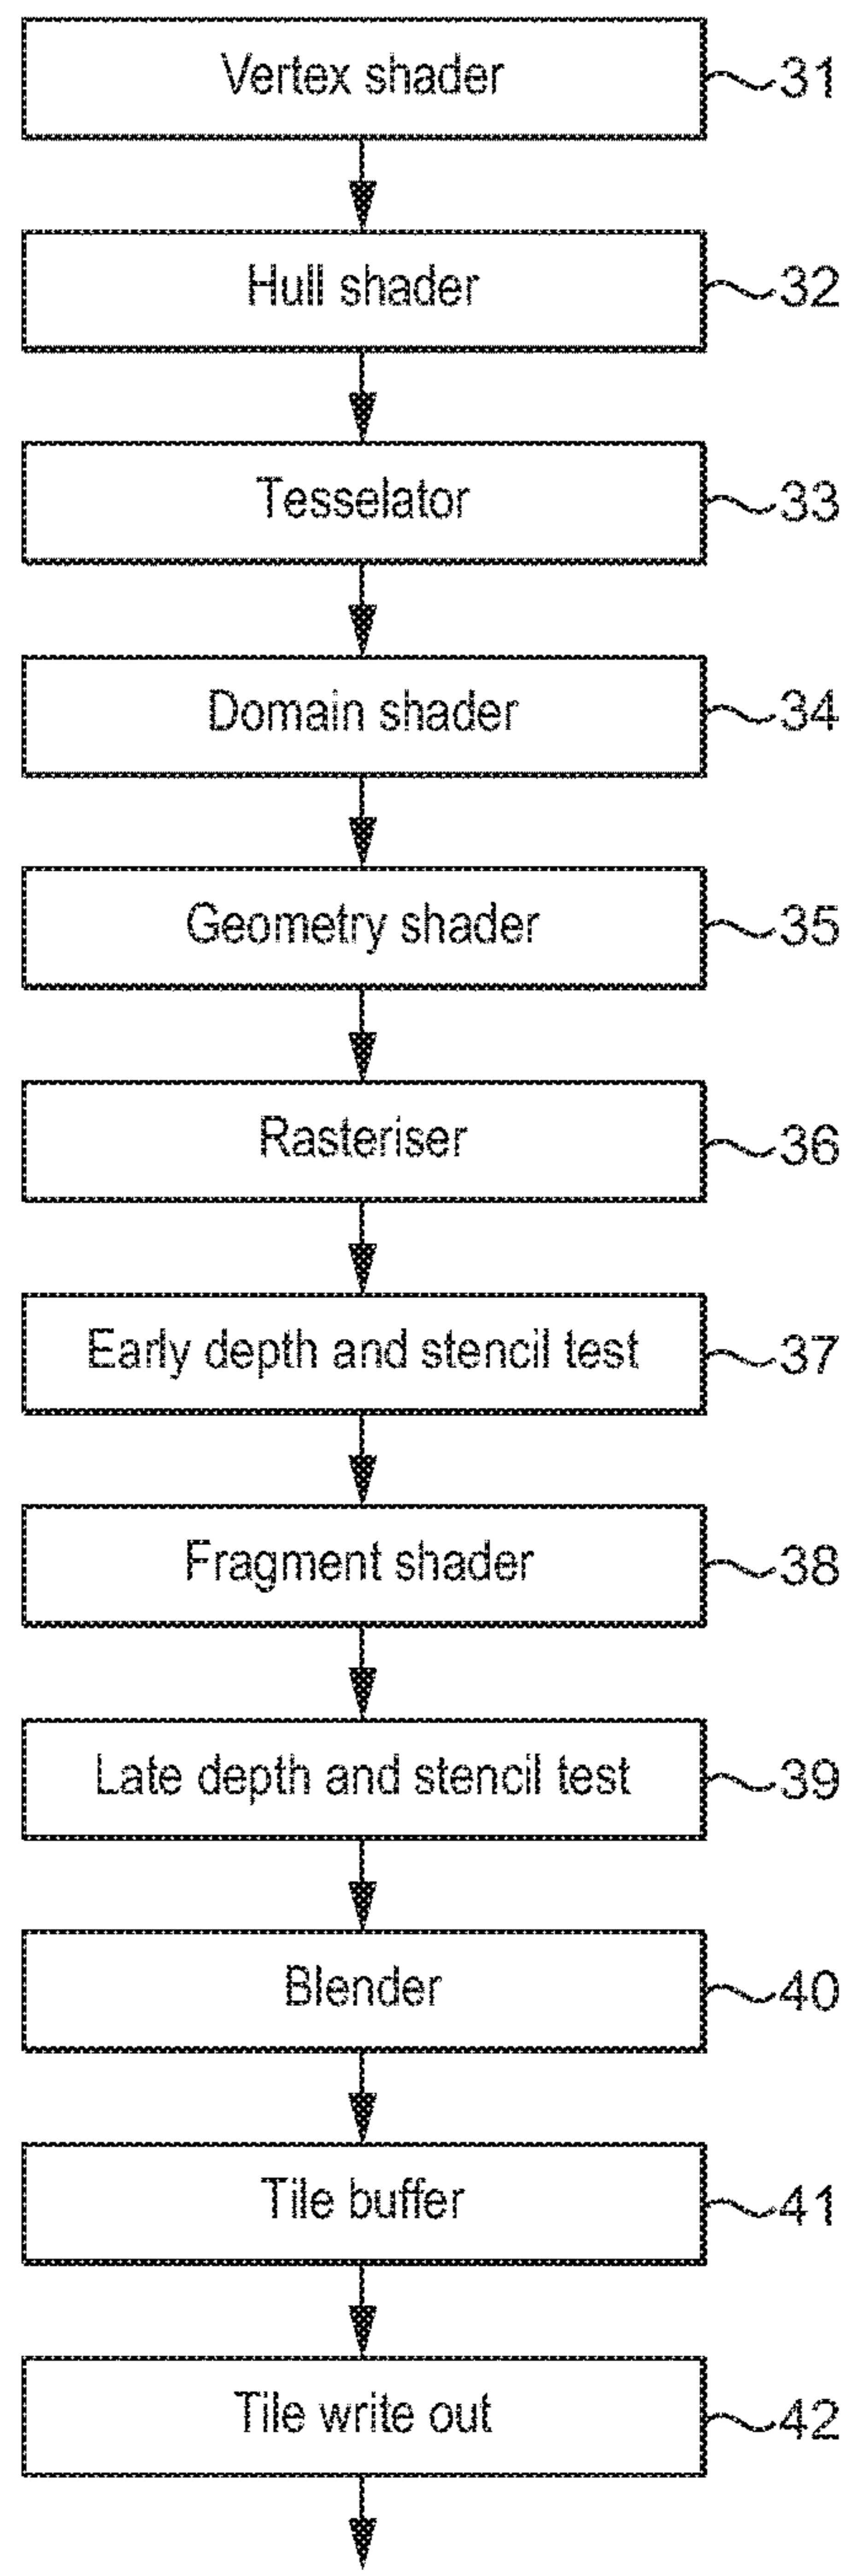 Vertex shader 31
Hull shader 32
Tesselator 33
Domain shader 34
Geometry shader 35
Rasteriser 36
Early depth and stencil test 37
Fragment shader 38
Late depth and stencil test 39
Blender 40
Tile buffer 41
Tile write out 42